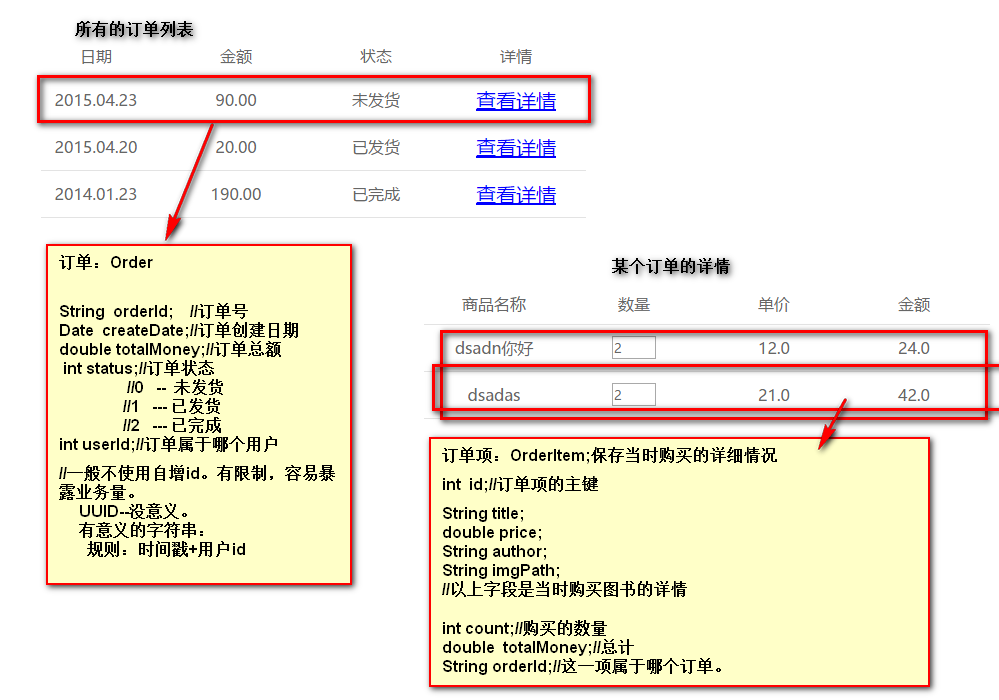 所有的订单列表
日期 金额 状态 详情
2015.04.23 90.00 未发货 查看详情
2015.04.20 20.00 已发货 查看详情
2014.01.23 190.00 已完成 查看详情
订单：Order
String orderId; //订单号
Date createDate;//订单创建日期
double totalMoney;//订单总额
int status;//订单状态
//0 -- 未发货
//1 --- 已发货
//2 --- 已完成
int userId;//订单属于哪个用户
//一般不使用自增id。有限制，容易暴
露业务量。
UUID--没意义。
有意义的字符串：
规则：时间戳+用户id
某个订单的详情
商品名称 数量 单价 金额
dsadn你好 2 12.0 24.0
dsadas 2 21.0 42.0
订单项：OrderItem;保存当时购买的详细情况
int id;//订单项的主键
String title;
double price;
String author;
String imgPath;
//以上字段是当时购买图书的详情
int count;//购买的数量
double totalMoney;//总计
String orderId;//这一项属于哪个订单。